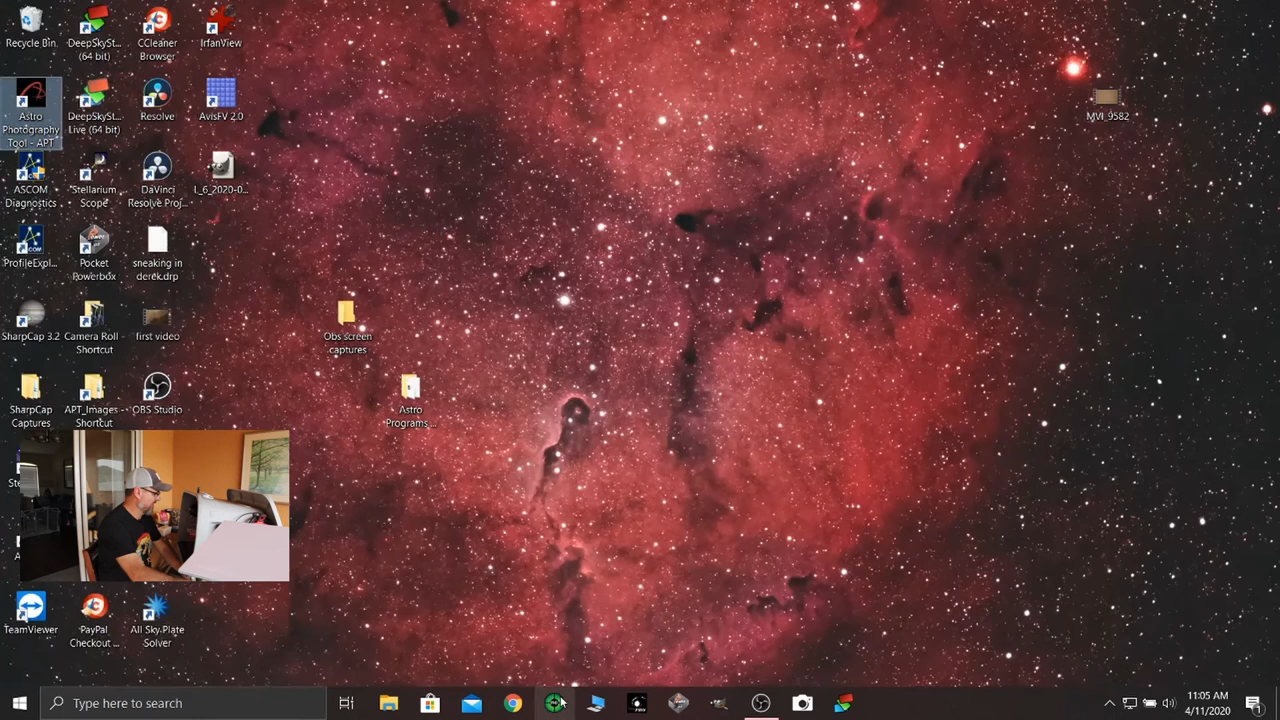 Recycle Bin
DeepSkySt...
(64 bit)
CCleaner
Browser
IrfanView
Astro
Photography
Tool - APT
DeepSkySt...
Live (64 bit)
Resolve
AvisFV 2.0
ASCOM
Diagnostics
Stellarium
Scope
DaVinci
Resolve Proj...
L_6_2020-0...
ProfileExpl...
Pocket
Powerbox
sneaking in
derek.drp
SharpCap 3.2
Camera Roll -
Shortcut
first video
SharpCap
Captures
APT_Images -
Shortcut
OBS Studio
Obs screen
captures
Astro
Programs ...
MVI_9582
TeamViewer
PayPal
Checkout ...
All Sky Plate
Solver
Type here to search
11:05 AM
4/11/2020